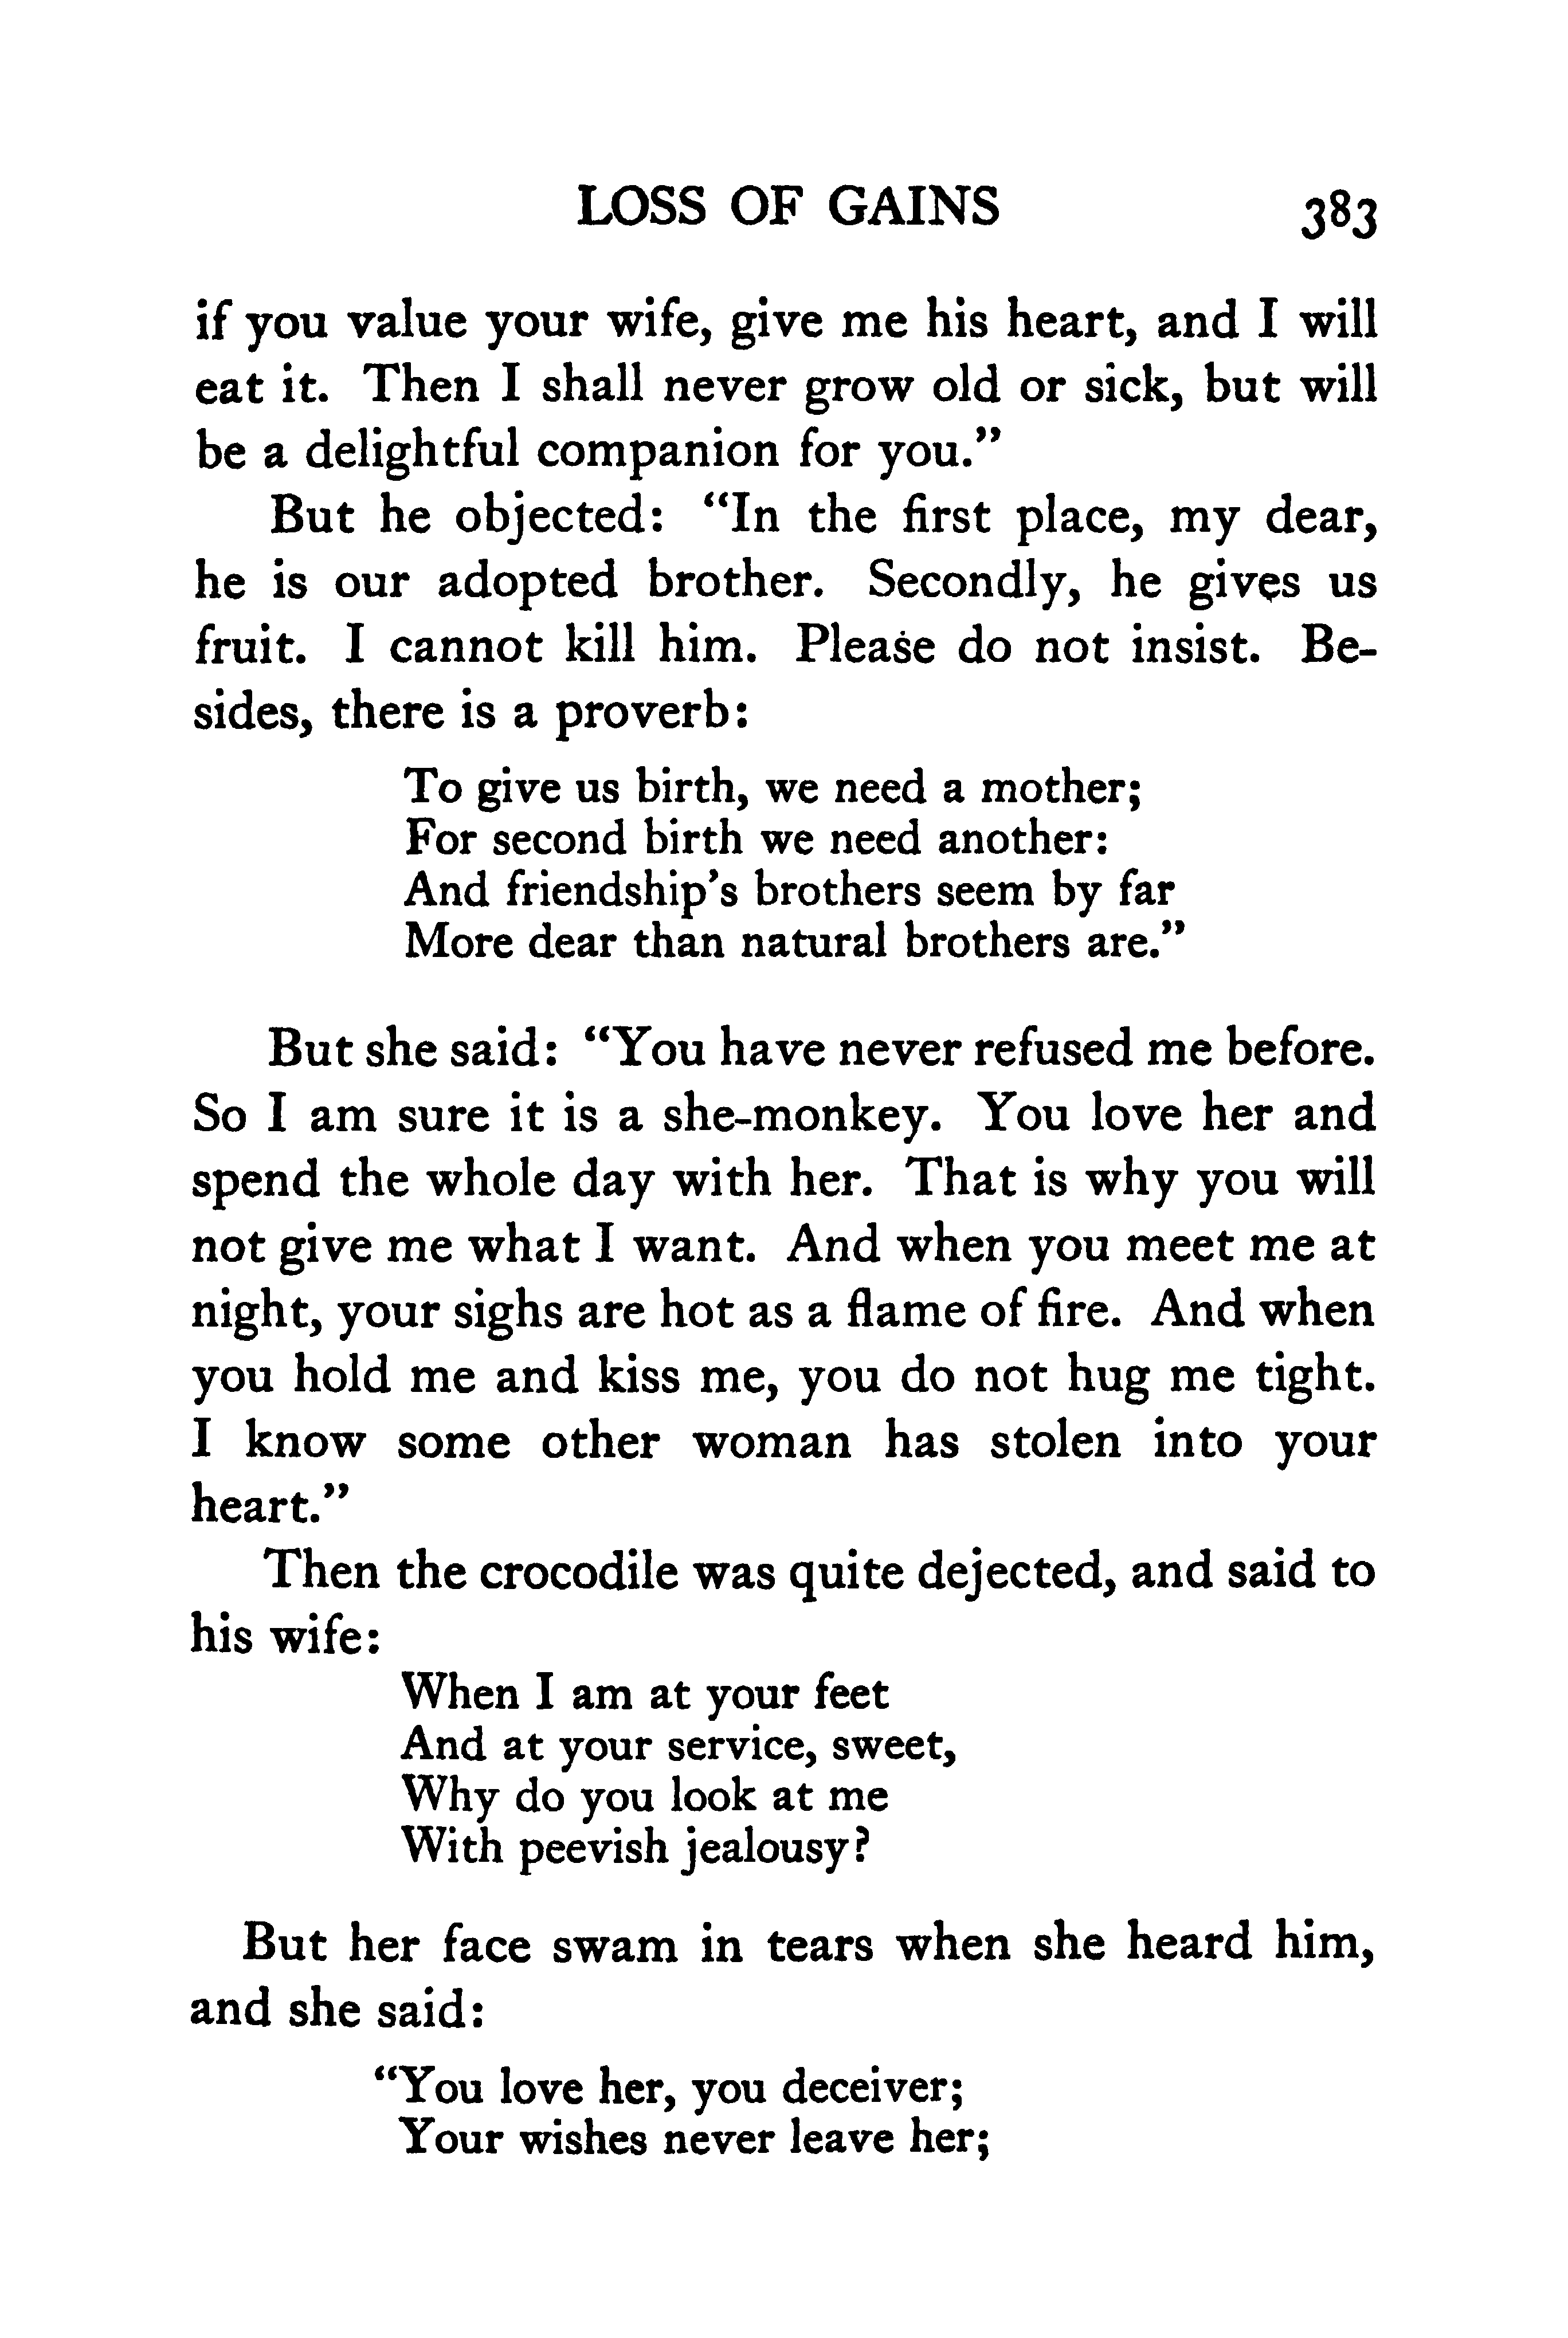 LOSS OF GAINS 383
if you value your wife, give me his heart, and I will
eat it. Then I shall never grow old or sick, but will
be a delightful companion for you.”
But he objected: “In the first place, my dear,
he is our adopted brother. Secondly, he gives us
fruit. I cannot kill him. Please do not insist. Be-
sides, there is a proverb:
To give us birth, we need a mother;
For second birth we need another:
And friendship’s brothers seem by far
More dear than natural brothers are.”
But she said: “You have never refused me before.
So I am sure it is a she-monkey. You love her and
spend the whole day with her. That is why you will
not give me what I want. And when you meet me at
night, your sighs are hot as a flame of fire. And when
you hold me and kiss me, you do not hug me tight.
I know some other woman has stolen into your
heart.”
Then the crocodile was quite dejected, and said to
his wife:
When I am at your feet
And at your service, sweet,
Why do you look at me
With peevish jealousy?
But her face swam in tears when she heard him,
and she said:
“You love her, you deceiver;
Your wishes never leave her;